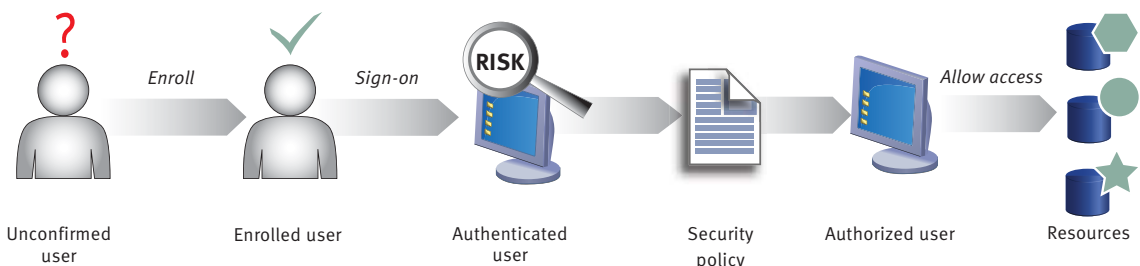 ?
Enroll
Sign-on
RISK
Allow access
Unconfirmed
user
Enrolled user
Authenticated
user
Security
policy
Authorized user
Resources